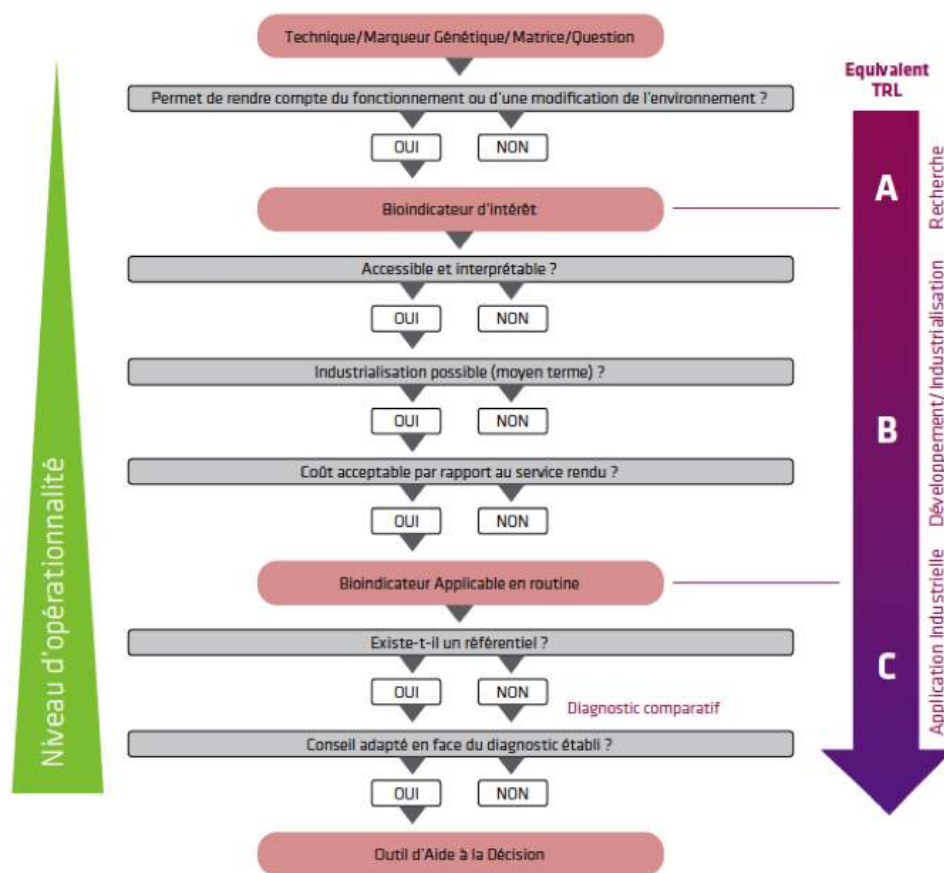 Technique/Marqueur Génétique/Matrice/Question
Equivalent
TRL
Permet de rendre compte du fonctionnement ou d'une modification de l'environnement ?
OUI
NON
A
Recherche
Bioindicateur d'intérêt
Accessible et interprétable ?
OUI
NON
Industrialisation possible (moyen terme) ?
OUI
NON
B
Développement/Industrialisation
Coût acceptable par rapport au service rendu ?
OUI
NON
Niveau d'opérationnalité
Bioindicateur Applicable en routine
Existe-t-il un référentiel ?
OUI
NON
C
Application Industrielle
Diagnostic comparatif
Conseil adapté en face du diagnostic établi ?
OUI
NON
Outil d'Aide à la Décision